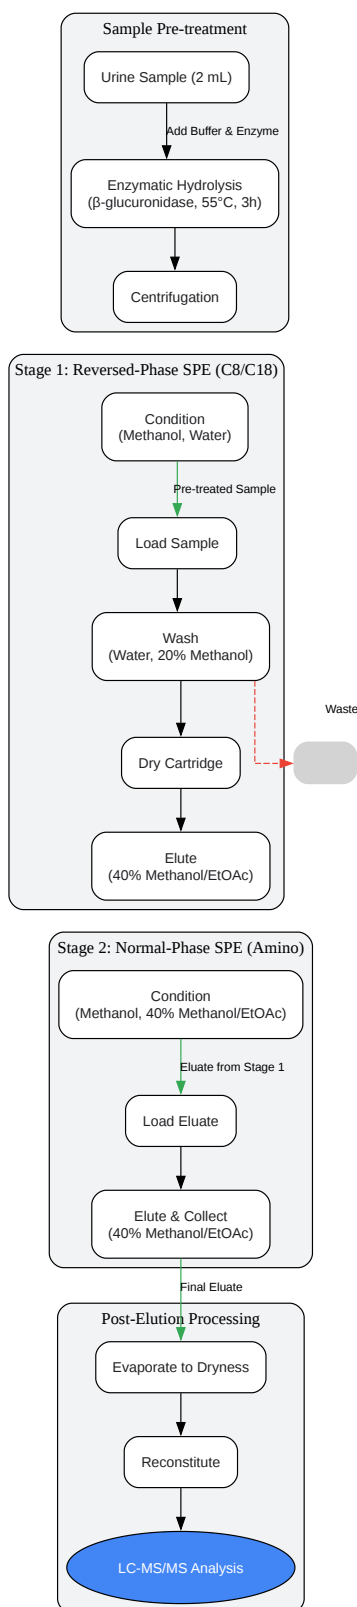 Sample Pre-treatment
Urine Sample (2 mL)
Add Buffer & Enzyme
Enzymatic Hydrolysis
(β-glucuronidase, 55°C, 3h)
Centrifugation
Stage 1: Reversed-Phase SPE (C8/C18)
Condition
(Methanol, Water)
Pre-treated Sample
Load Sample
Wash
(Water, 20% Methanol)
Waste
Dry Cartridge
Elute
(40% Methanol/EtOAc)
Stage 2: Normal-Phase SPE (Amino)
Condition
(Methanol, 40% Methanol/EtOAc)
Eluate from Stage 1
Load Eluate
Elute & Collect
(40% Methanol/EtOAc)
Final Eluate
Post-Elution Processing
Evaporate to Dryness
Reconstitute
LC-MS/MS Analysis